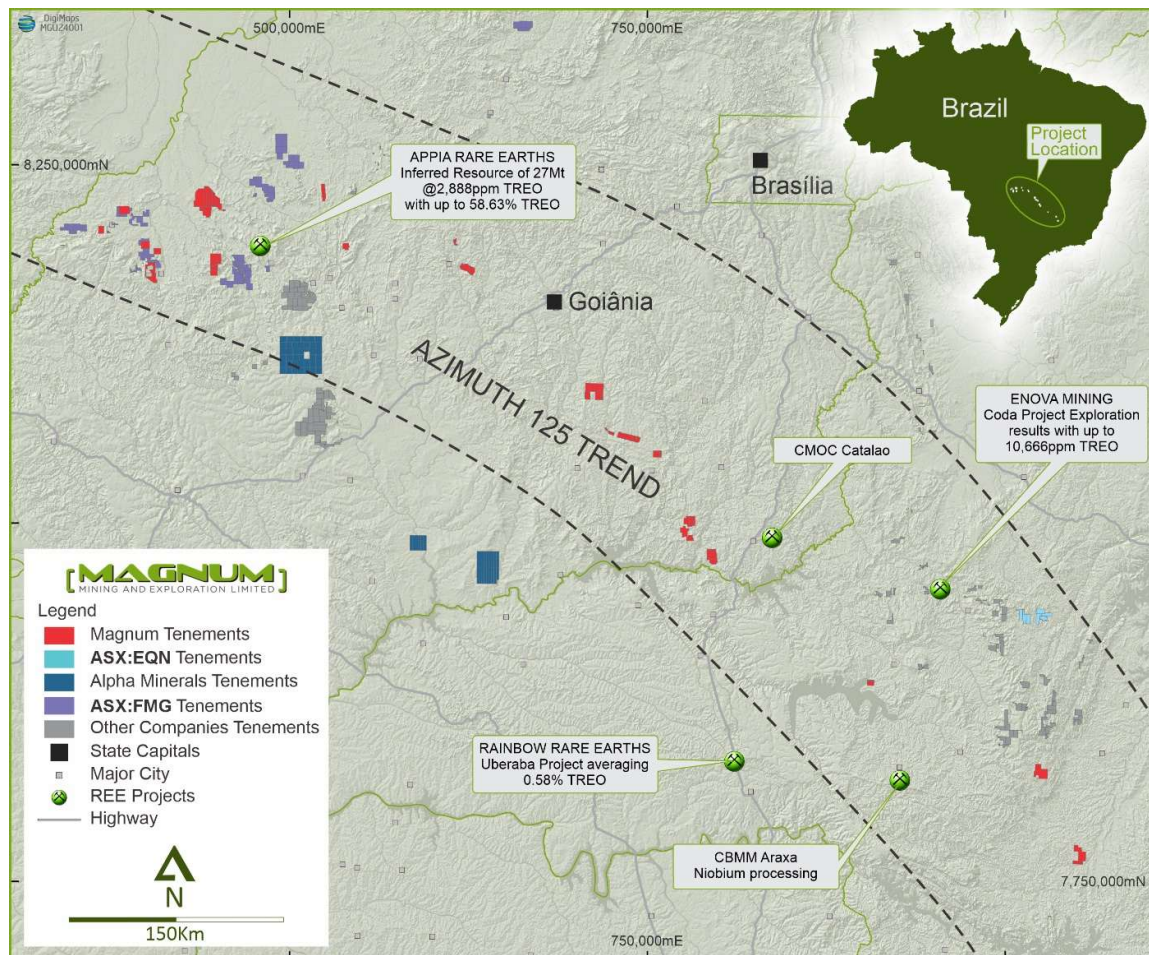 DigiMaps
MGUZ4001
500,000mE
750,000mE
8,250,000mN
Brazil
Project
Location
APPIA RARE EARTHS
Inferred Resource of 27Mt
@2,888ppm TREO
with up to 58.63% TREO
Brasília
Goiânia
AZIMUTH 125 TREND
ENOVA MINING
Coda Project Exploration
results with up to
10,666ppm TREO
CMOC Catalao
[MAGNUM]
MINING AND EXPLORATION LIMITED
Legend
Magnum Tenements
ASX:EQN Tenements
Alpha Minerals Tenements
ASX:FMG Tenements
Other Companies Tenements
State Capitals
Major City
REE Projects
Highway
N
150Km
RAINBOW RARE EARTHS
Uberaba Project averaging
0.58% TREO
CBMM Araxa
Niobium processing
7,750,000mN
750,000mE